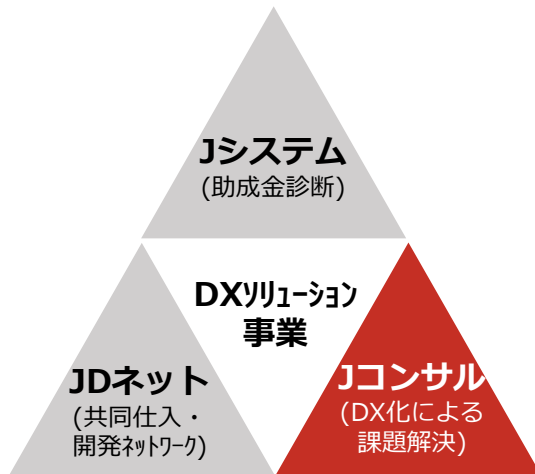 Jシステム
(助成金診断)
DXｿﾘｭｰｼｮﾝ
事業
JDネット
(共同仕入・
開発ﾈｯﾄﾜｰｸ)
Jコンサル
(DX化による
課題解決)